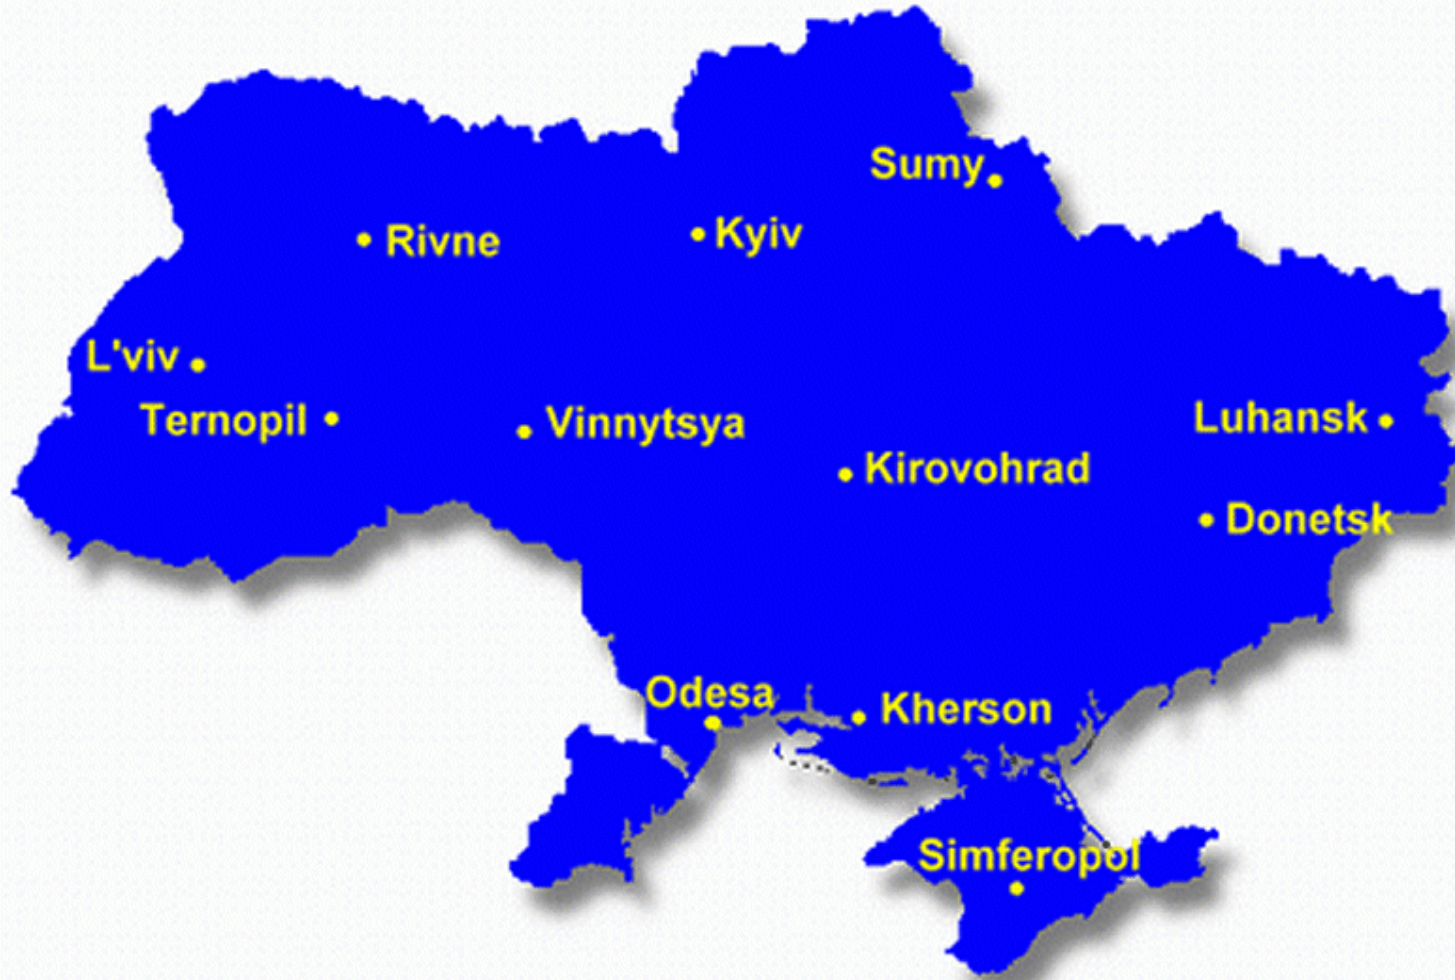 Sumy
Rivne
Kyiv
L'viv
Ternopil
Vinnytsya
Luhansk
Kirovohrad
Donetsk
Odesa
Kherson
Simferopol